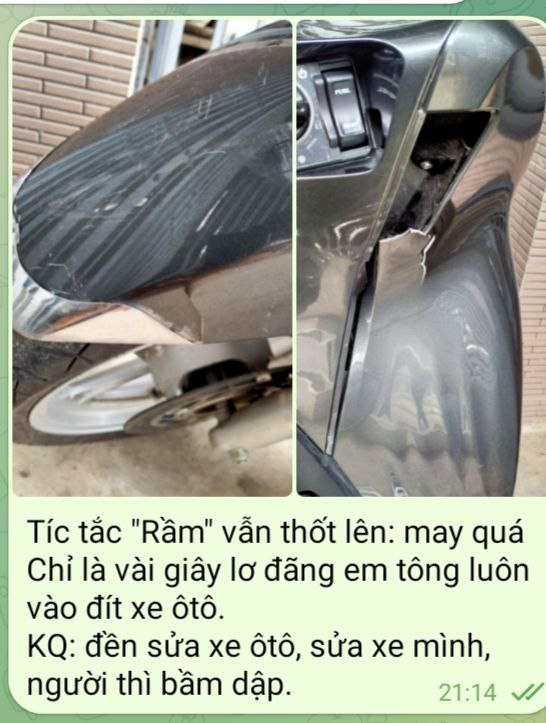 FUEL
Tíc tắc "Rầm" vẫn thốt lên: may quá
Chỉ là vài giây lơ đãng em tông luôn
vào đít xe ôtô.
KQ: đền sửa xe ôtô, sửa xe mình,
người thì bầm dập.
21:14